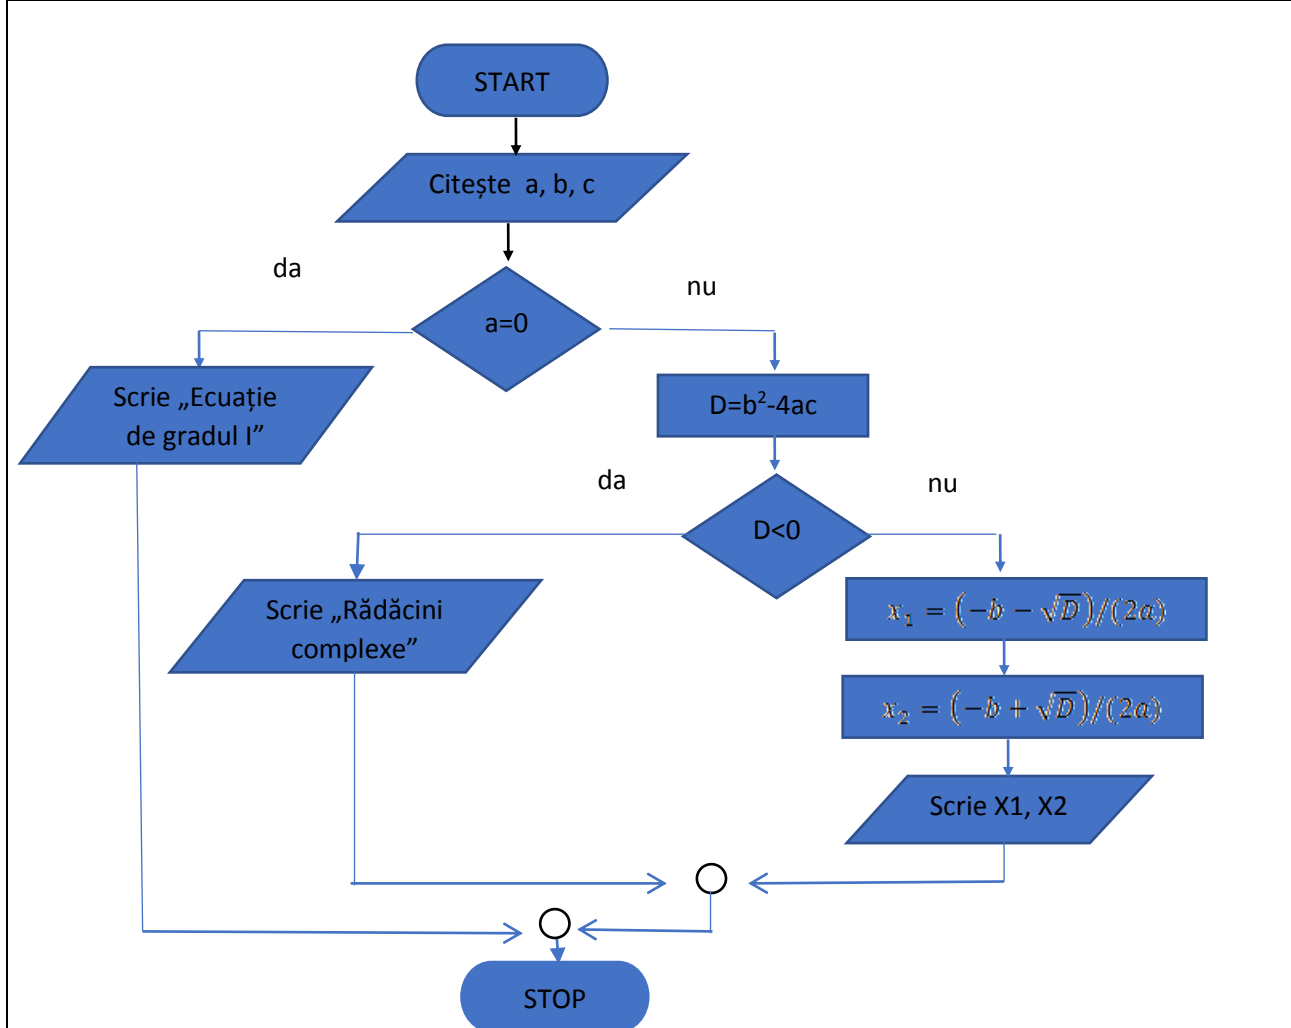 START
Citește a, b, c
da
nu
a=0
Scrie „Ecuație
de gradul I”
D=b²-4ac
da
nu
D<0
Scrie „Rădăcini
complexe”
x₁ = (−b − √D)/(2a)
x₂ = (−b + √D)/(2a)
Scrie X1, X2
STOP